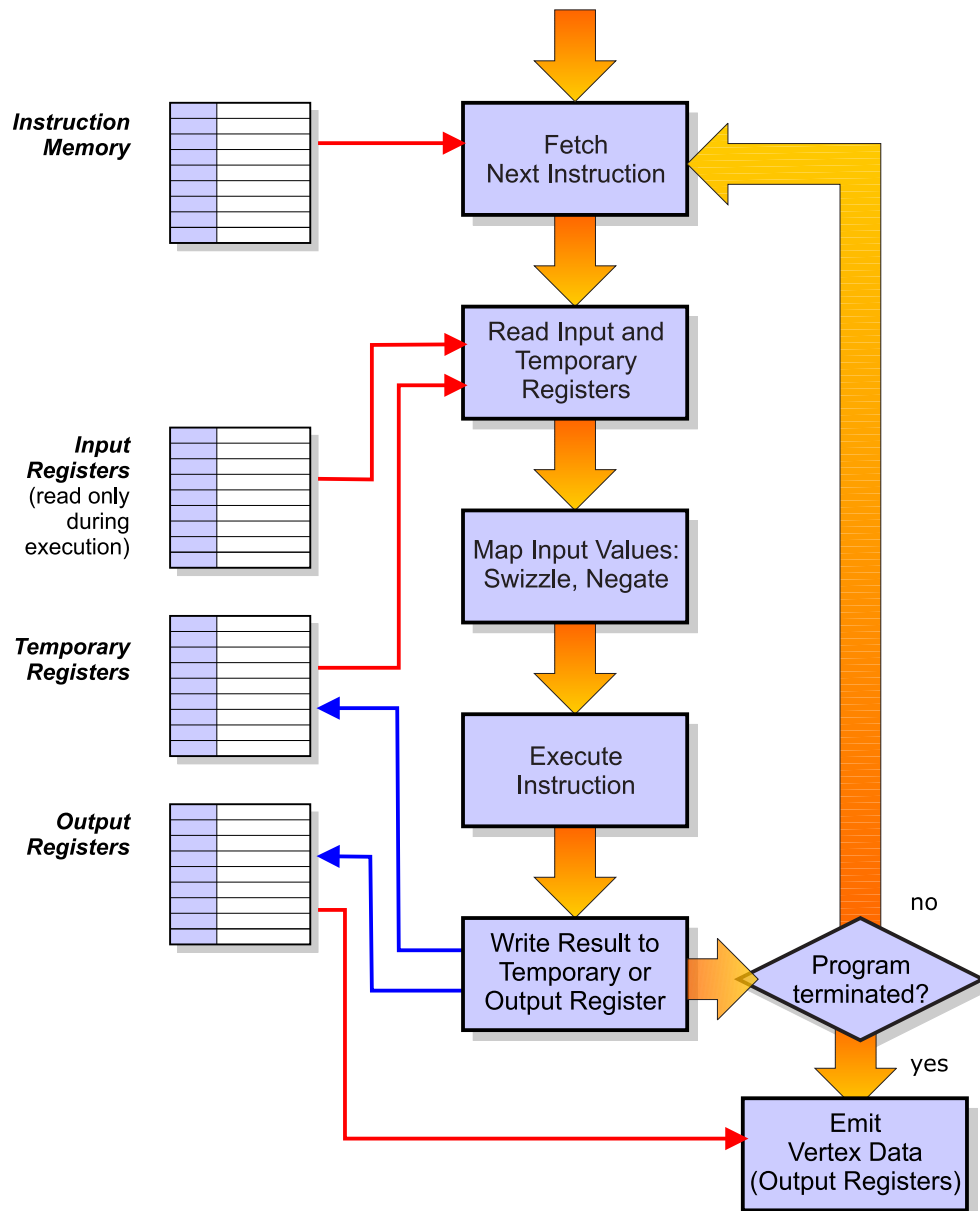 Instruction
Memory
Fetch
Next Instruction
Read Input and
Temporary
Registers
Input
Registers
(read only
during
execution)
Map Input Values:
Swizzle, Negate
Temporary
Registers
Execute
Instruction
Output
Registers
Write Result to
Temporary or
Output Register
no
Program
terminated?
yes
Emit
Vertex Data
(Output Registers)